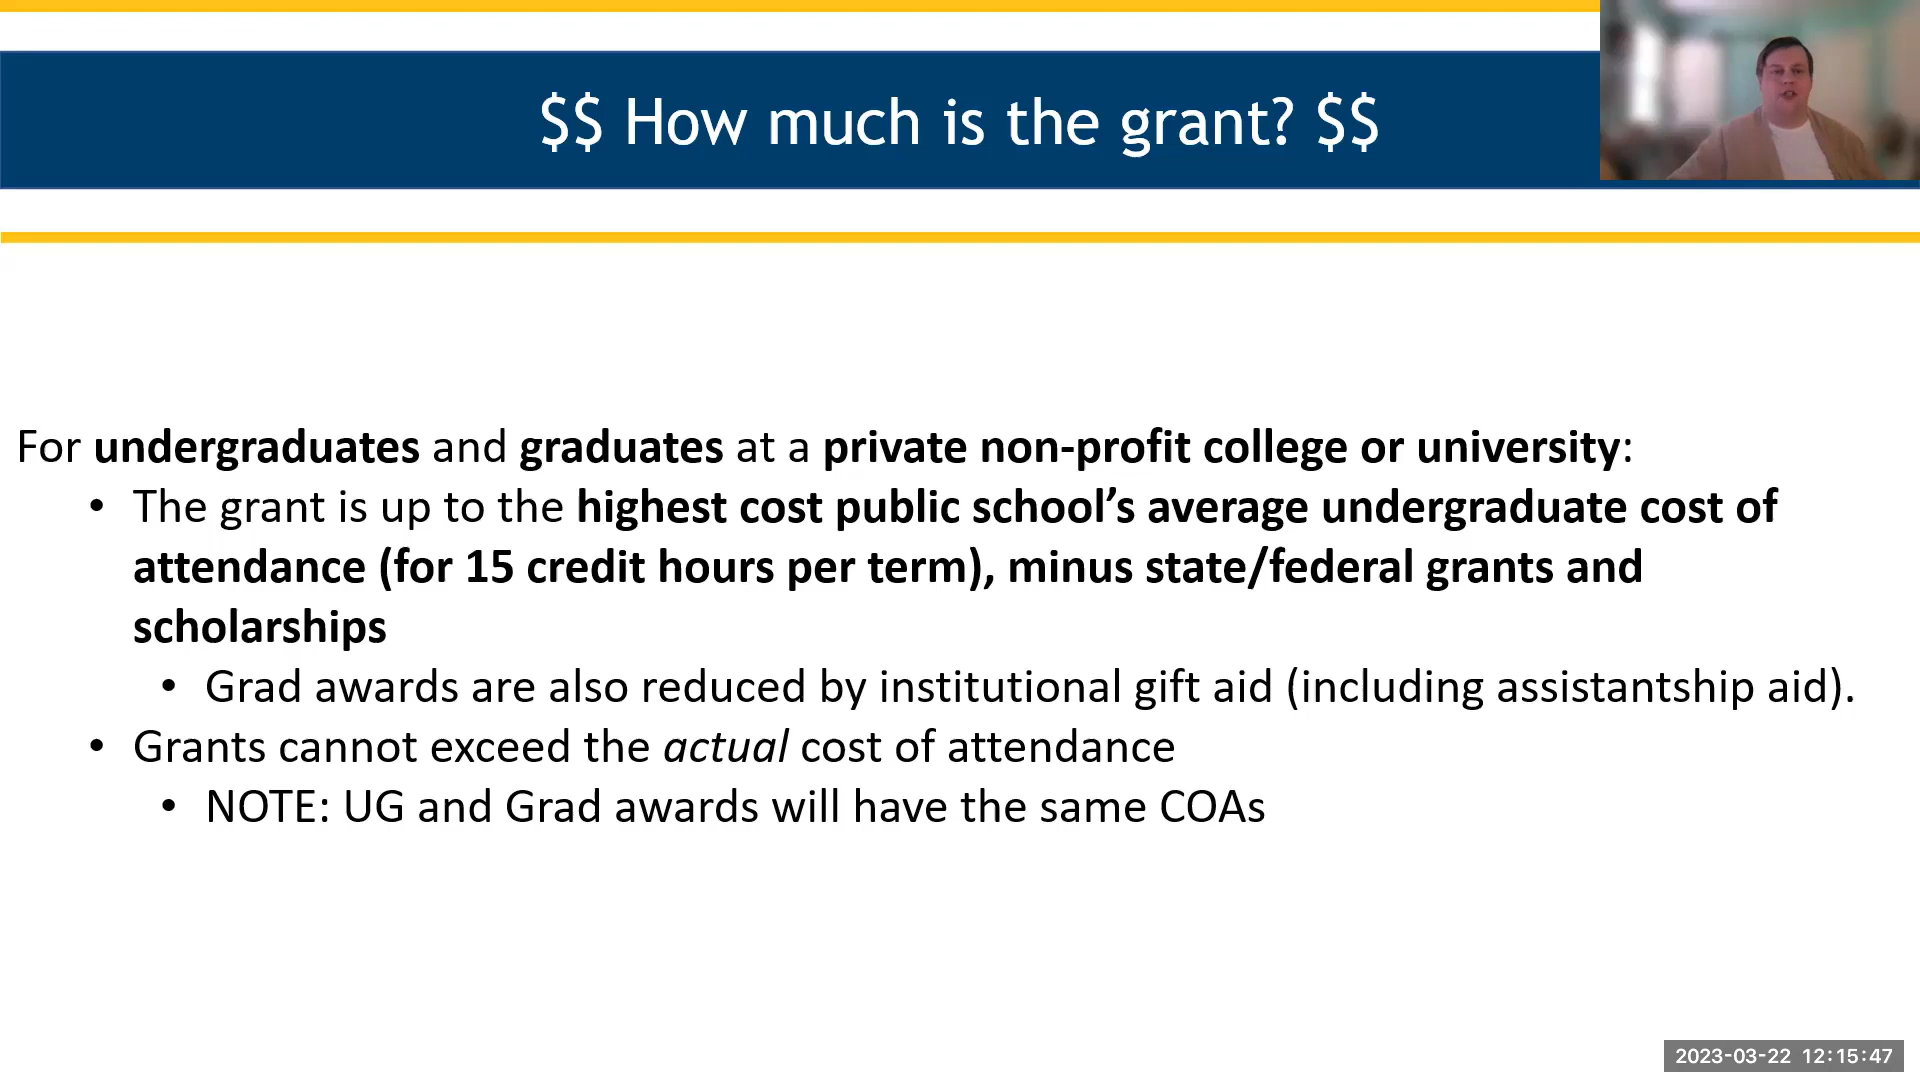 $$ How much is the grant? $$
For undergraduates and graduates at a private non-profit college or university:
• The grant is up to the highest cost public school’s average undergraduate cost of
attendance (for 15 credit hours per term), minus state/federal grants and
scholarships
• Grad awards are also reduced by institutional gift aid (including assistantship aid).
• Grants cannot exceed the actual cost of attendance
• NOTE: UG and Grad awards will have the same COAs
2023-03-22 12:15:47